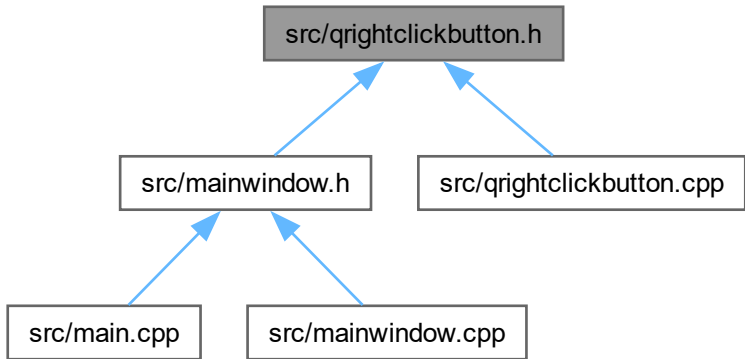 src/qrightclickbutton.h
src/mainwindow.h
src/qrightclickbutton.cpp
src/main.cpp
src/mainwindow.cpp